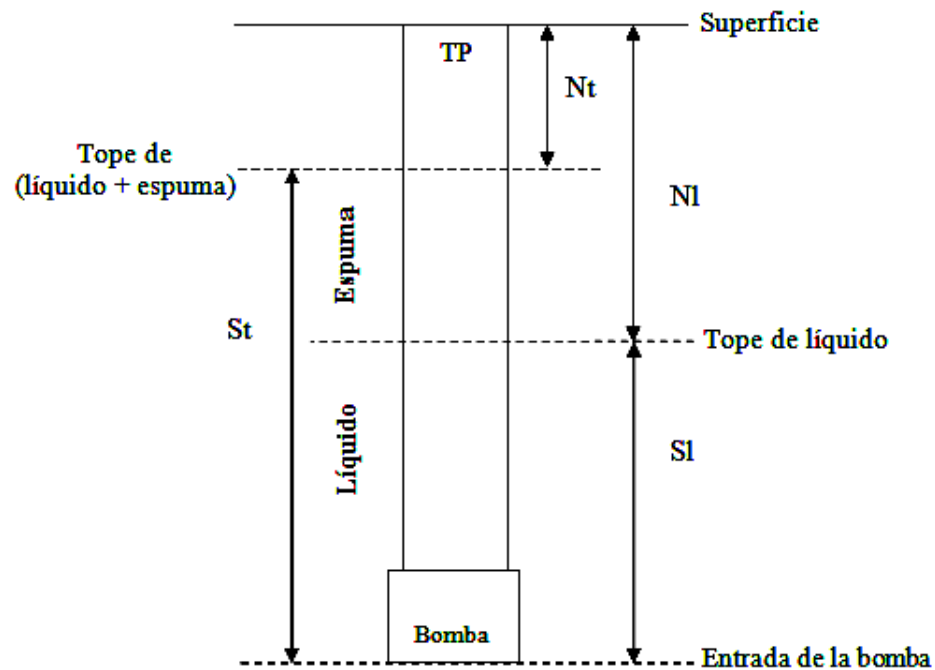 Superficie
TP
Nt
Tope de
(líquido + espuma)
Nl
Espuma
St
Tope de líquido
Líquido
Sl
Bomba
Entrada de la bomba